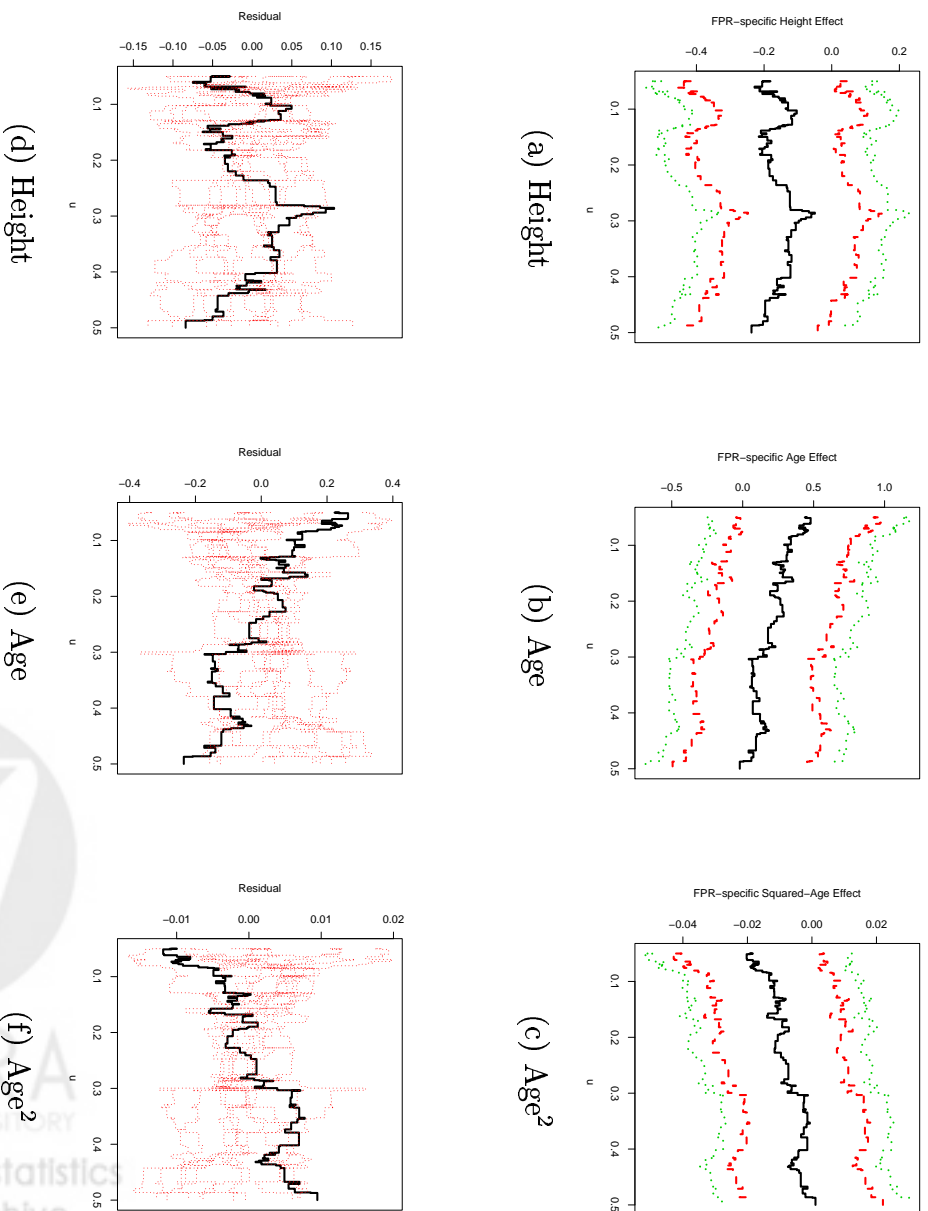 FPR−specific Height Effect
−0.4 −0.2 0.0 0.2
0.1 0.2 0.3 0.4 0.5
u
(a) Height
FPR−specific Age Effect
−0.5 0.0 0.5 1.0
0.1 0.2 0.3 0.4 0.5
u
(b) Age
FPR−specific Squared−Age Effect
−0.04 −0.02 0.00 0.02
0.1 0.2 0.3 0.4 0.5
u
(c) Age²
Residual
−0.15 −0.10 −0.05 0.00 0.05 0.10 0.15
0.1 0.2 0.3 0.4 0.5
u
(d) Height
Residual
−0.4 −0.2 0.0 0.2 0.4
0.1 0.2 0.3 0.4 0.5
u
(e) Age
Residual
−0.01 0.00 0.01 0.02
0.1 0.2 0.3 0.4 0.5
u
(f) Age²